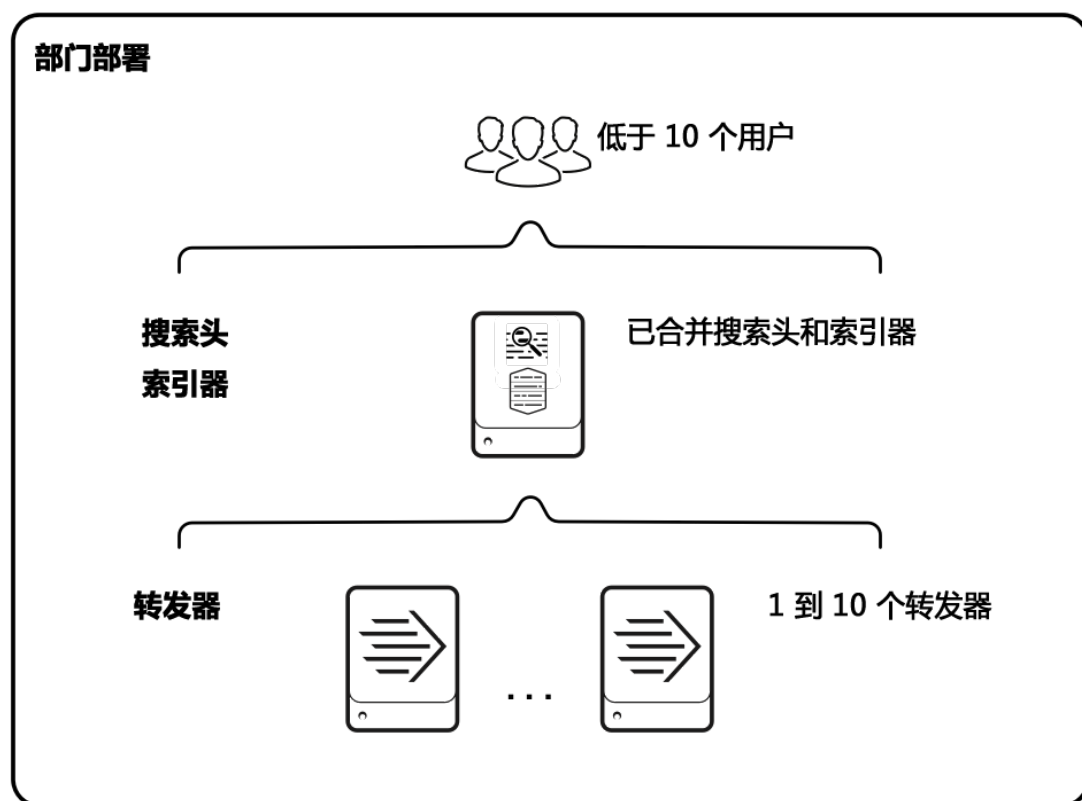 部门部署
低于 10 个用户
搜索头
已合并搜索头和索引器
索引器
转发器
1 到 10 个转发器
...